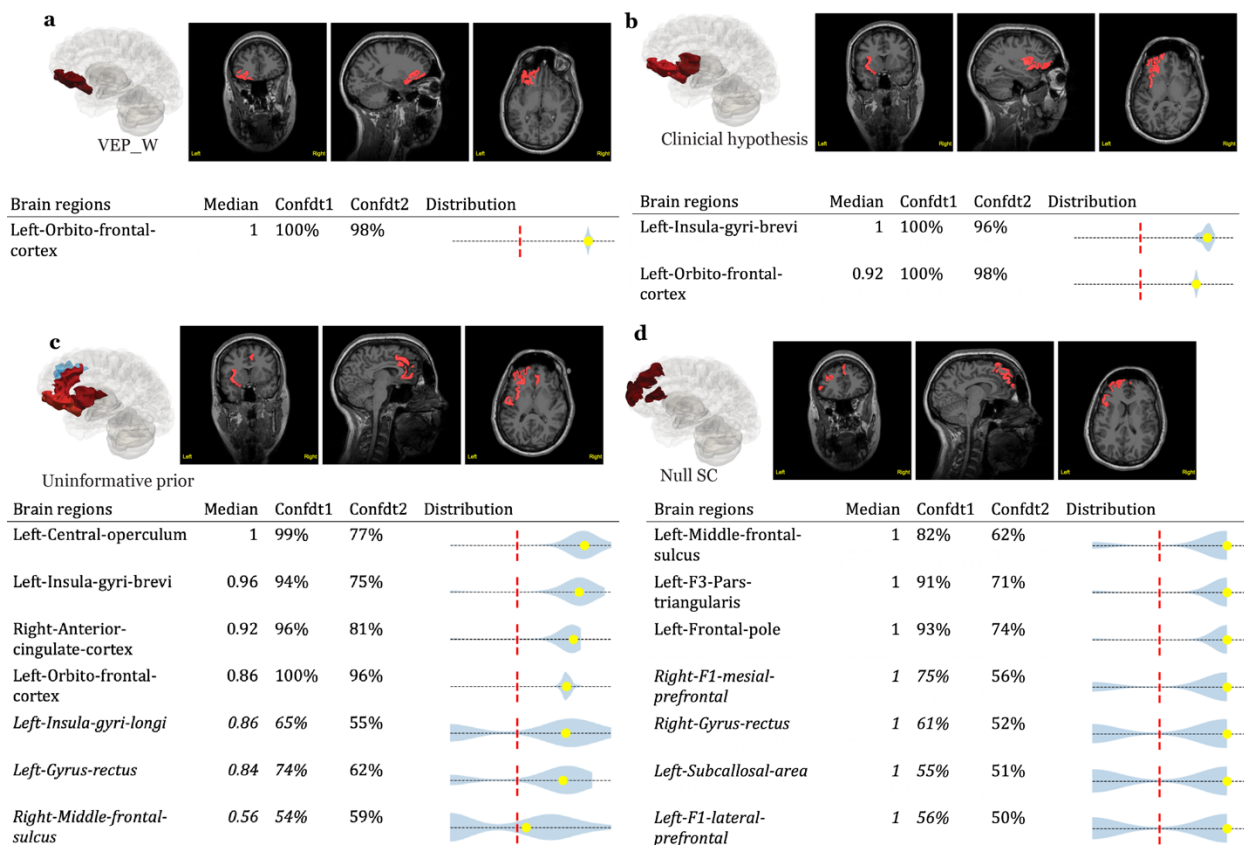 a
VEP_W
Left
Right
Brain regions Median Confdt1 Confdt2 Distribution
Left-Orbito-frontal-
cortex 1 100% 98%
b
Clinicial hypothesis
Left
Right
Brain regions Median Confdt1 Confdt2 Distribution
Left-Insula-gyri-brevi 1 100% 96%
Left-Orbito-frontal-
cortex 0.92 100% 98%
c
Uninformative prior
Left
Right
Brain regions Median Confdt1 Confdt2 Distribution
Left-Central-operculum 1 99% 77%
Left-Insula-gyri-brevi 0.96 94% 75%
Right-Anterior-
cingulate-cortex 0.92 96% 81%
Left-Orbito-frontal-
cortex 0.86 100% 96%
Left-Insula-gyri-longi 0.86 65% 55%
Left-Gyrus-rectus 0.84 74% 62%
Right-Middle-frontal-
sulcus 0.56 54% 59%
d
Null SC
Left
Right
Brain regions Median Confdt1 Confdt2 Distribution
Left-Middle-frontal-
sulcus 1 82% 62%
Left-F3-Pars-
triangularis 1 91% 71%
Left-Frontal-pole 1 93% 74%
Right-F1-mesial-
prefrontal 1 75% 56%
Right-Gyrus-rectus 1 61% 52%
Left-Subcallosal-area 1 55% 51%
Left-F1-lateral-
prefrontal 1 56% 50%